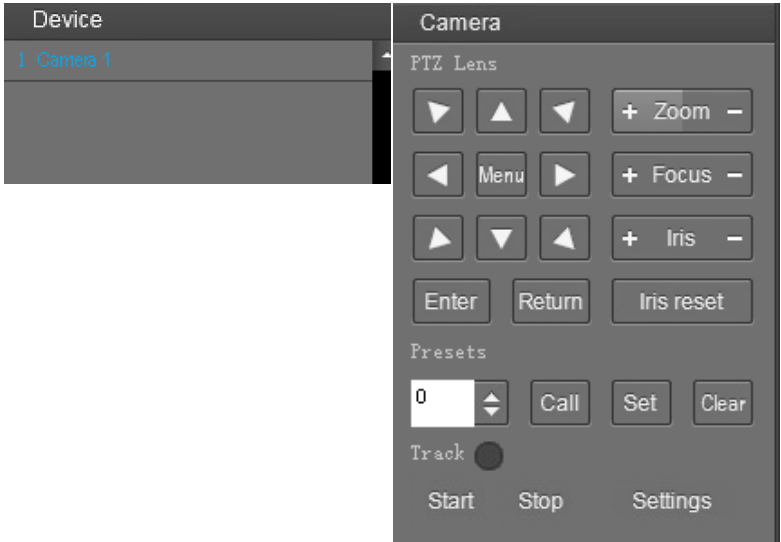 Device
1 Camera 1
Camera
PTZ Lens
+ Zoom −
Menu
+ Focus −
+ Iris −
Enter Return Iris reset
Presets
0 Call Set Clear
Track
Start Stop Settings